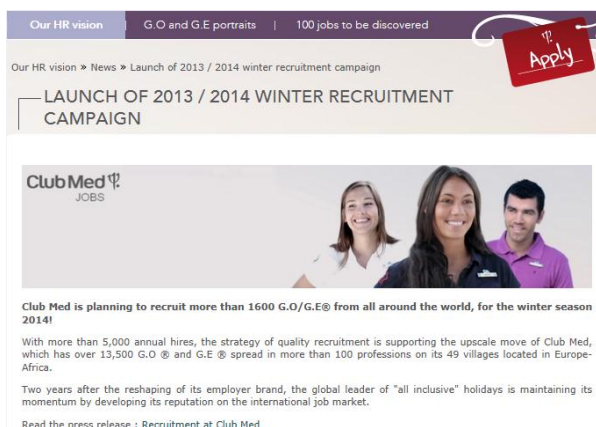 Our HR vision G.O and G.E portraits | 100 jobs to be discovered
Apply
Our HR vision » News » Launch of 2013 / 2014 winter recruitment campaign
LAUNCH OF 2013 / 2014 WINTER RECRUITMENT
CAMPAIGN
Club Med
JOBS
Club Med is planning to recruit more than 1600 G.O/G.E® from all around the world, for the winter season
2014!
With more than 5,000 annual hires, the strategy of quality recruitment is supporting the upscale move of Club Med,
which has over 13,500 G.O ® and G.E ® spread in more than 100 professions on its 49 villages located in Europe-
Africa.
Two years after the reshaping of its employer brand, the global leader of "all inclusive" holidays is maintaining its
momentum by developing its reputation on the international job market.
Read the press release : Recruitment at Club Med